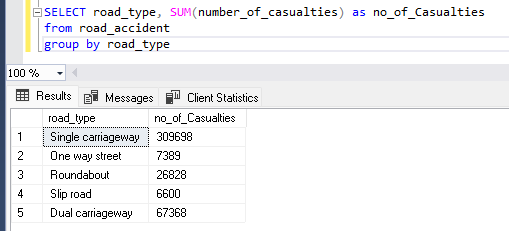 SELECT road_type, SUM(number_of_casualties) as no_of_Casualties
from road_accident
group by road_type
100 %
Results Messages Client Statistics
road_type no_of_Casualties
1 Single carriageway 309698
2 One way street 7389
3 Roundabout 26828
4 Slip road 6600
5 Dual carriageway 67368